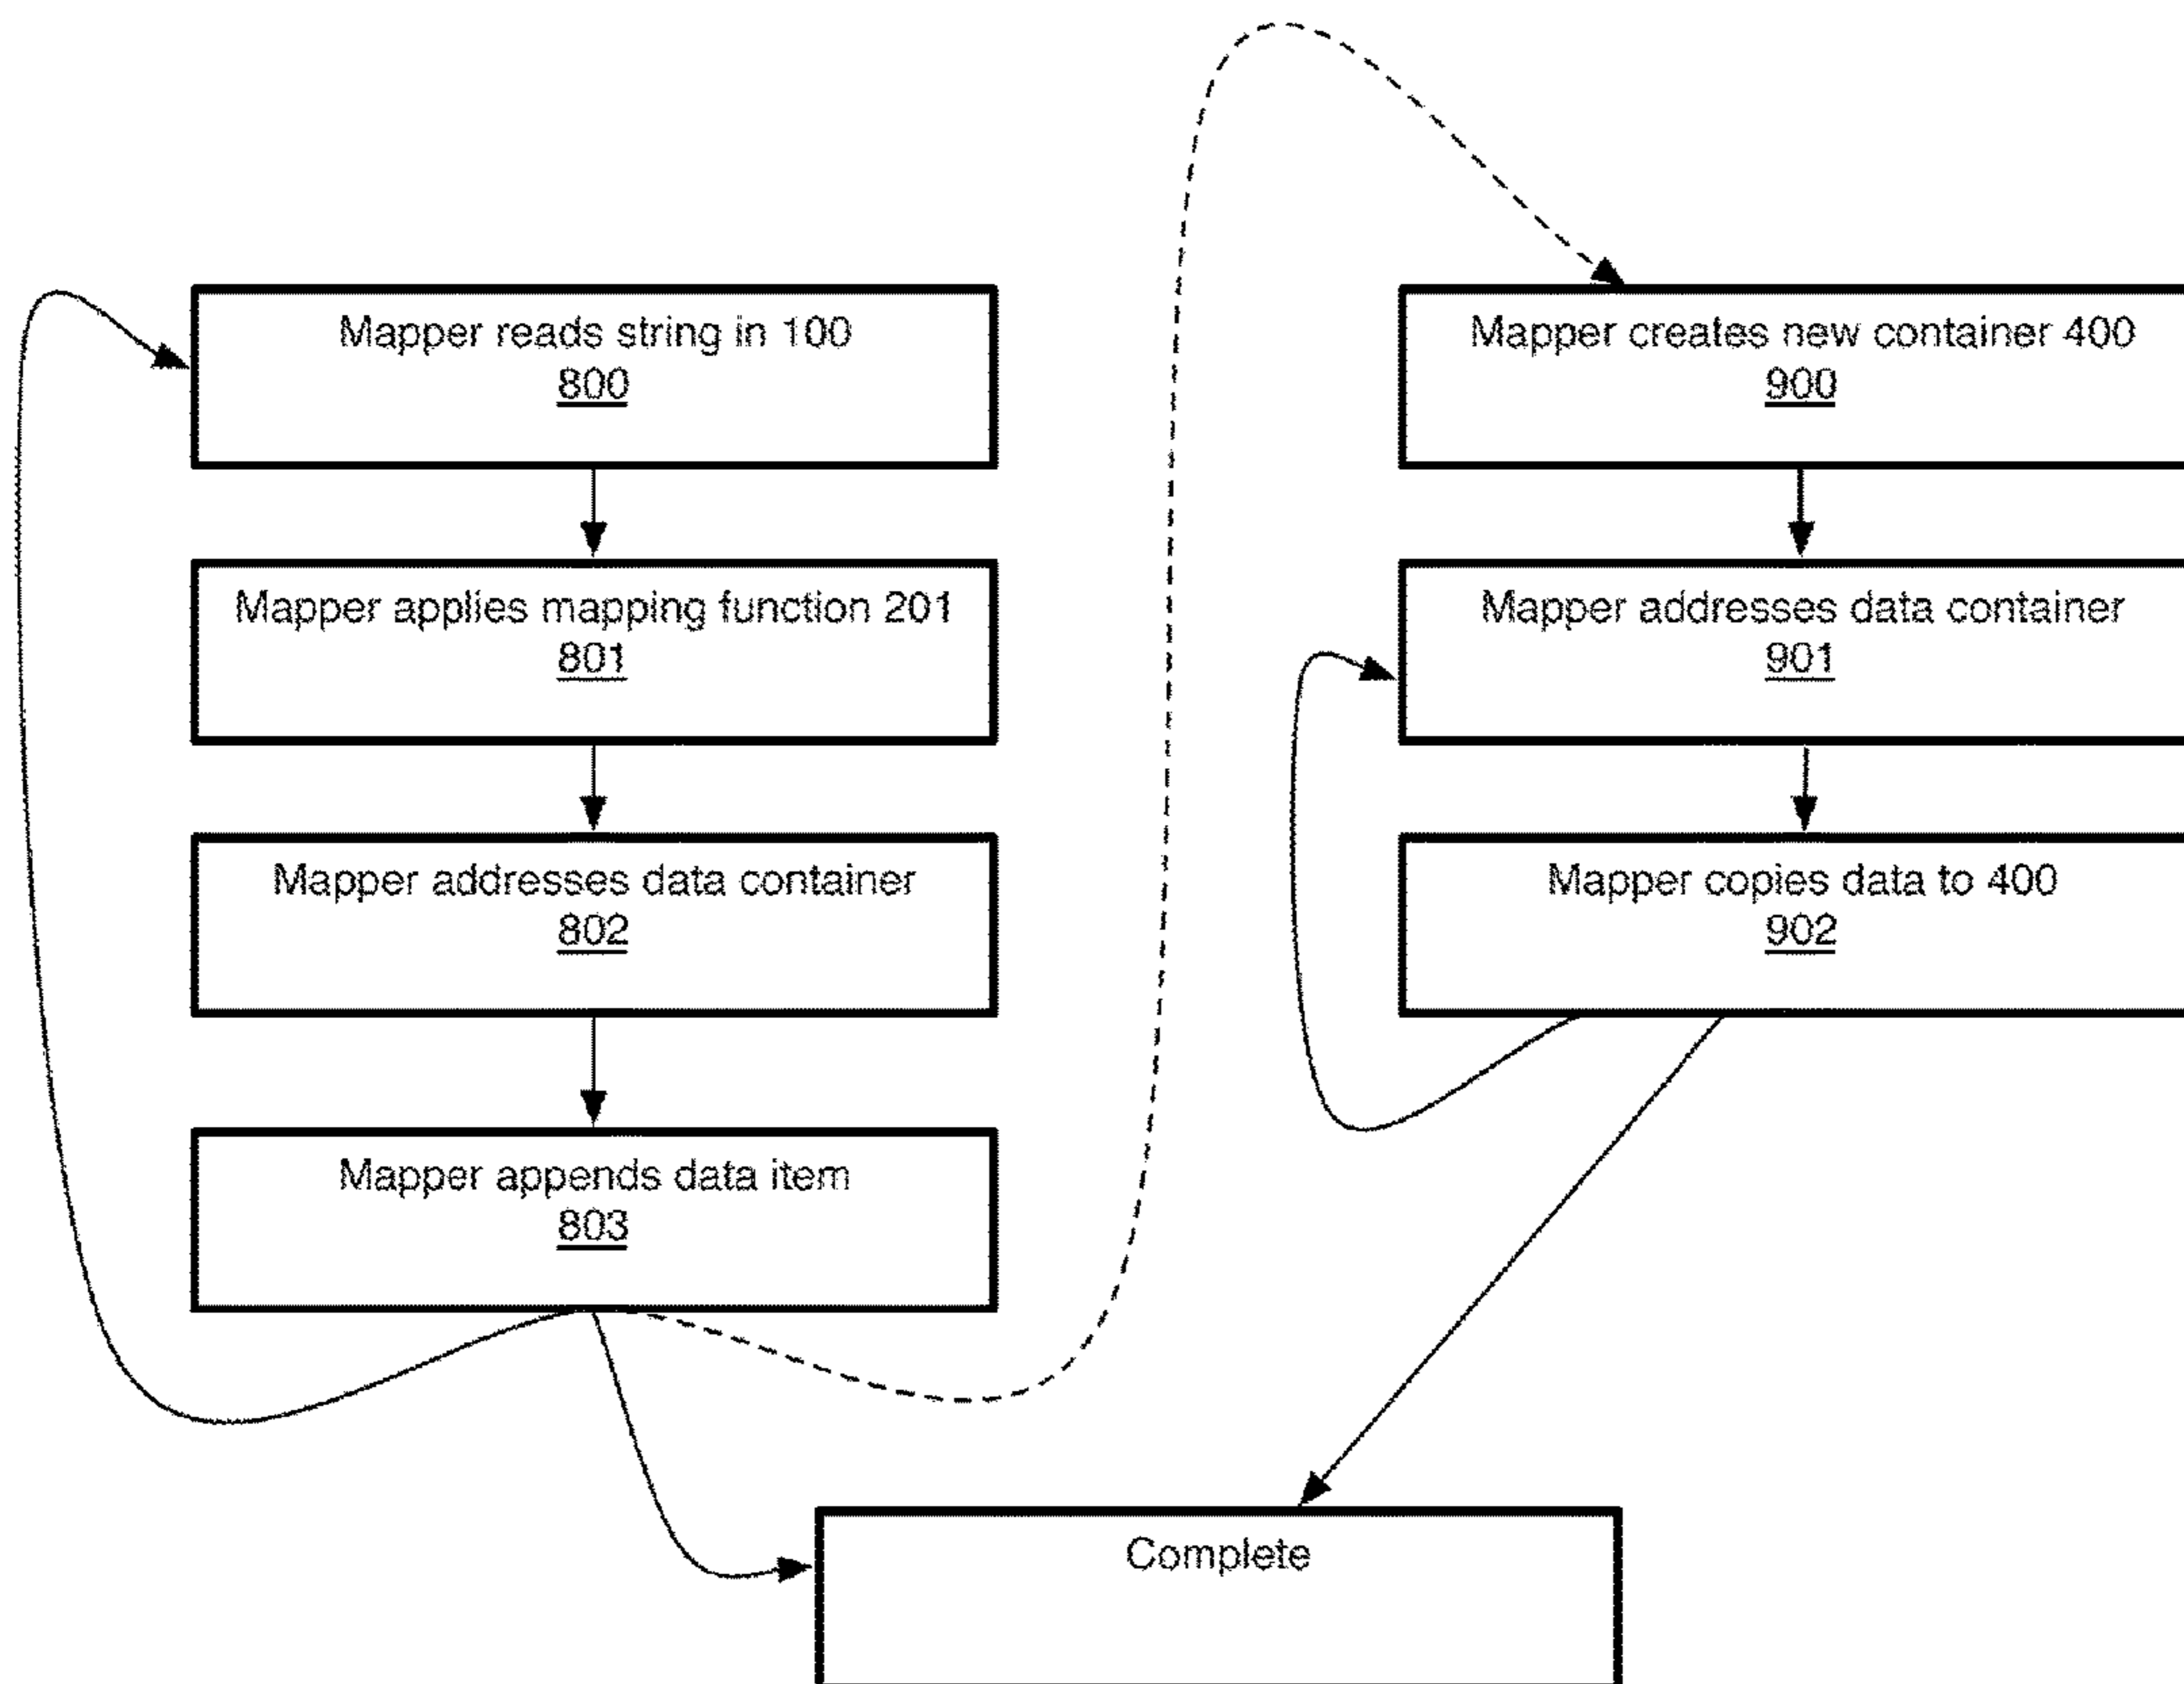 Mapper reads string in 100
800
Mapper applies mapping function 201
801
Mapper addresses data container
802
Mapper appends data item
803
Mapper creates new container 400
900
Mapper addresses data container
901
Mapper copies data to 400
902
Complete